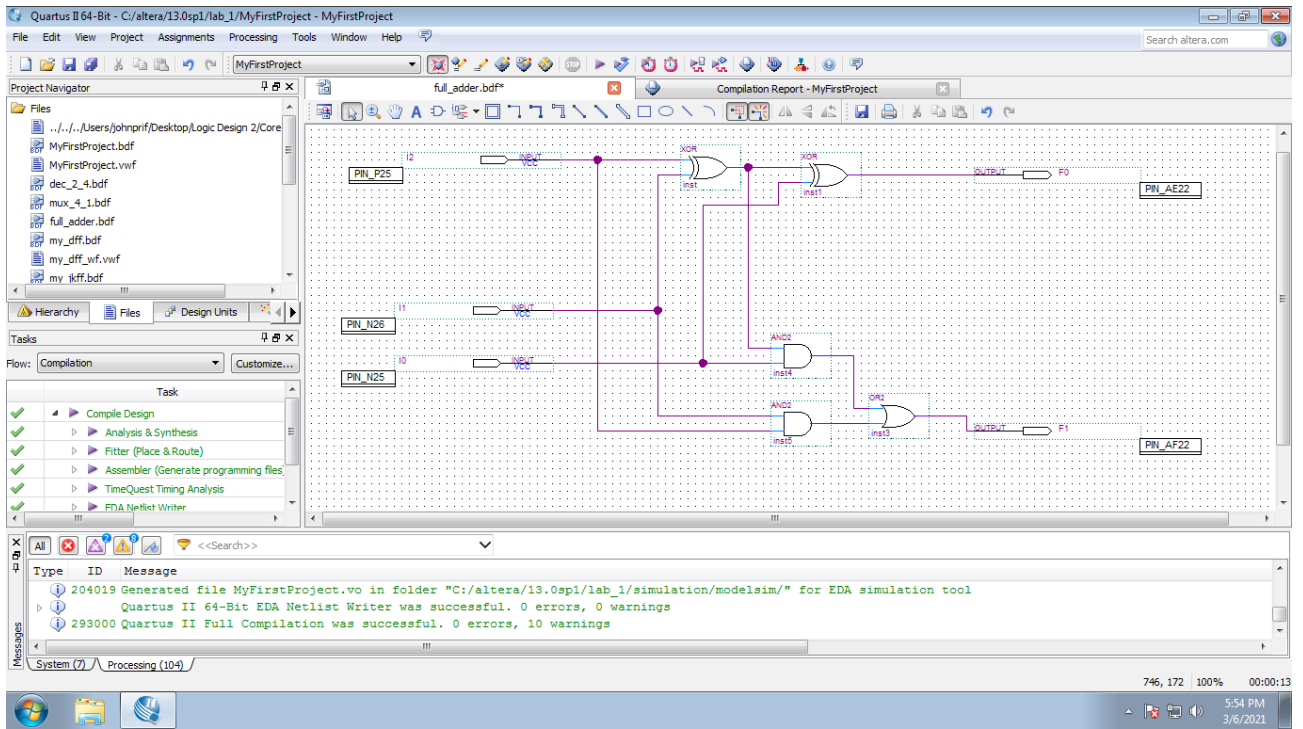 Quartus II 64-Bit - C:/altera/13.0sp1/lab_1/MyFirstProject - MyFirstProject
File Edit View Project Assignments Processing Tools Window Help
Search altera.com
MyFirstProject
STOP
Project Navigator
full_adder.bdf*
Compilation Report - MyFirstProject
Files
../../../Users/johnprif/Desktop/Logic Design 2/Core
MyFirstProject.bdf
MyFirstProject.vwf
dec_2_4.bdf
mux_4_1.bdf
full_adder.bdf
my_dff.bdf
my_dff_wf.vwf
my_jkff.bdf
Hierarchy Files Design Units
Tasks
Flow: Compilation Customize...
Task
Compile Design
Analysis & Synthesis
Fitter (Place & Route)
Assembler (Generate programming files)
TimeQuest Timing Analysis
EDA Netlist Writer
I2 INPUT VCC
PIN_P25
XOR
inst
XOR
inst1
OUTPUT F0
PIN_AE22
I1 INPUT VCC
PIN_N26
I0 INPUT VCC
PIN_N25
AND2
inst4
AND2
inst5
OR2
inst3
OUTPUT F1
PIN_AF22
All <<Search>>
Type ID Message
204019 Generated file MyFirstProject.vo in folder "C:/altera/13.0sp1/lab_1/simulation/modelsim/" for EDA simulation tool
Quartus II 64-Bit EDA Netlist Writer was successful. 0 errors, 0 warnings
293000 Quartus II Full Compilation was successful. 0 errors, 10 warnings
Messages
System (7) Processing (104)
746, 172 100% 00:00:13
5:54 PM
3/6/2021